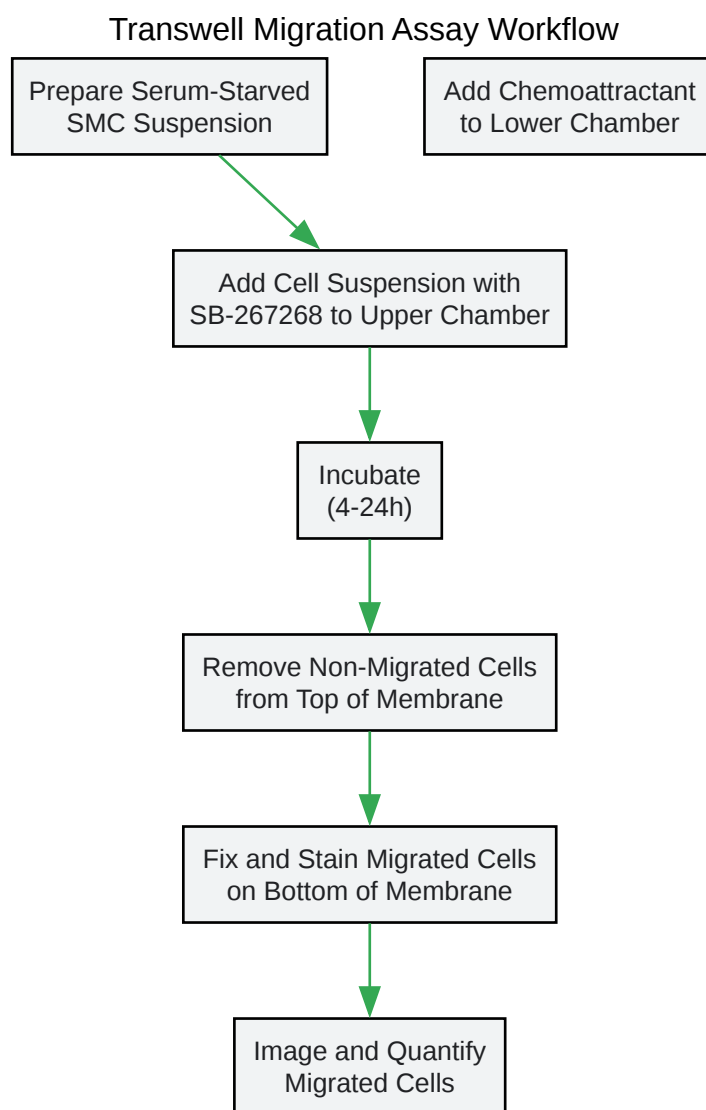 Transwell Migration Assay Workflow
Prepare Serum-Starved
SMC Suspension
Add Chemoattractant
to Lower Chamber
Add Cell Suspension with
SB-267268 to Upper Chamber
Incubate
(4-24h)
Remove Non-Migrated Cells
from Top of Membrane
Fix and Stain Migrated Cells
on Bottom of Membrane
Image and Quantify
Migrated Cells